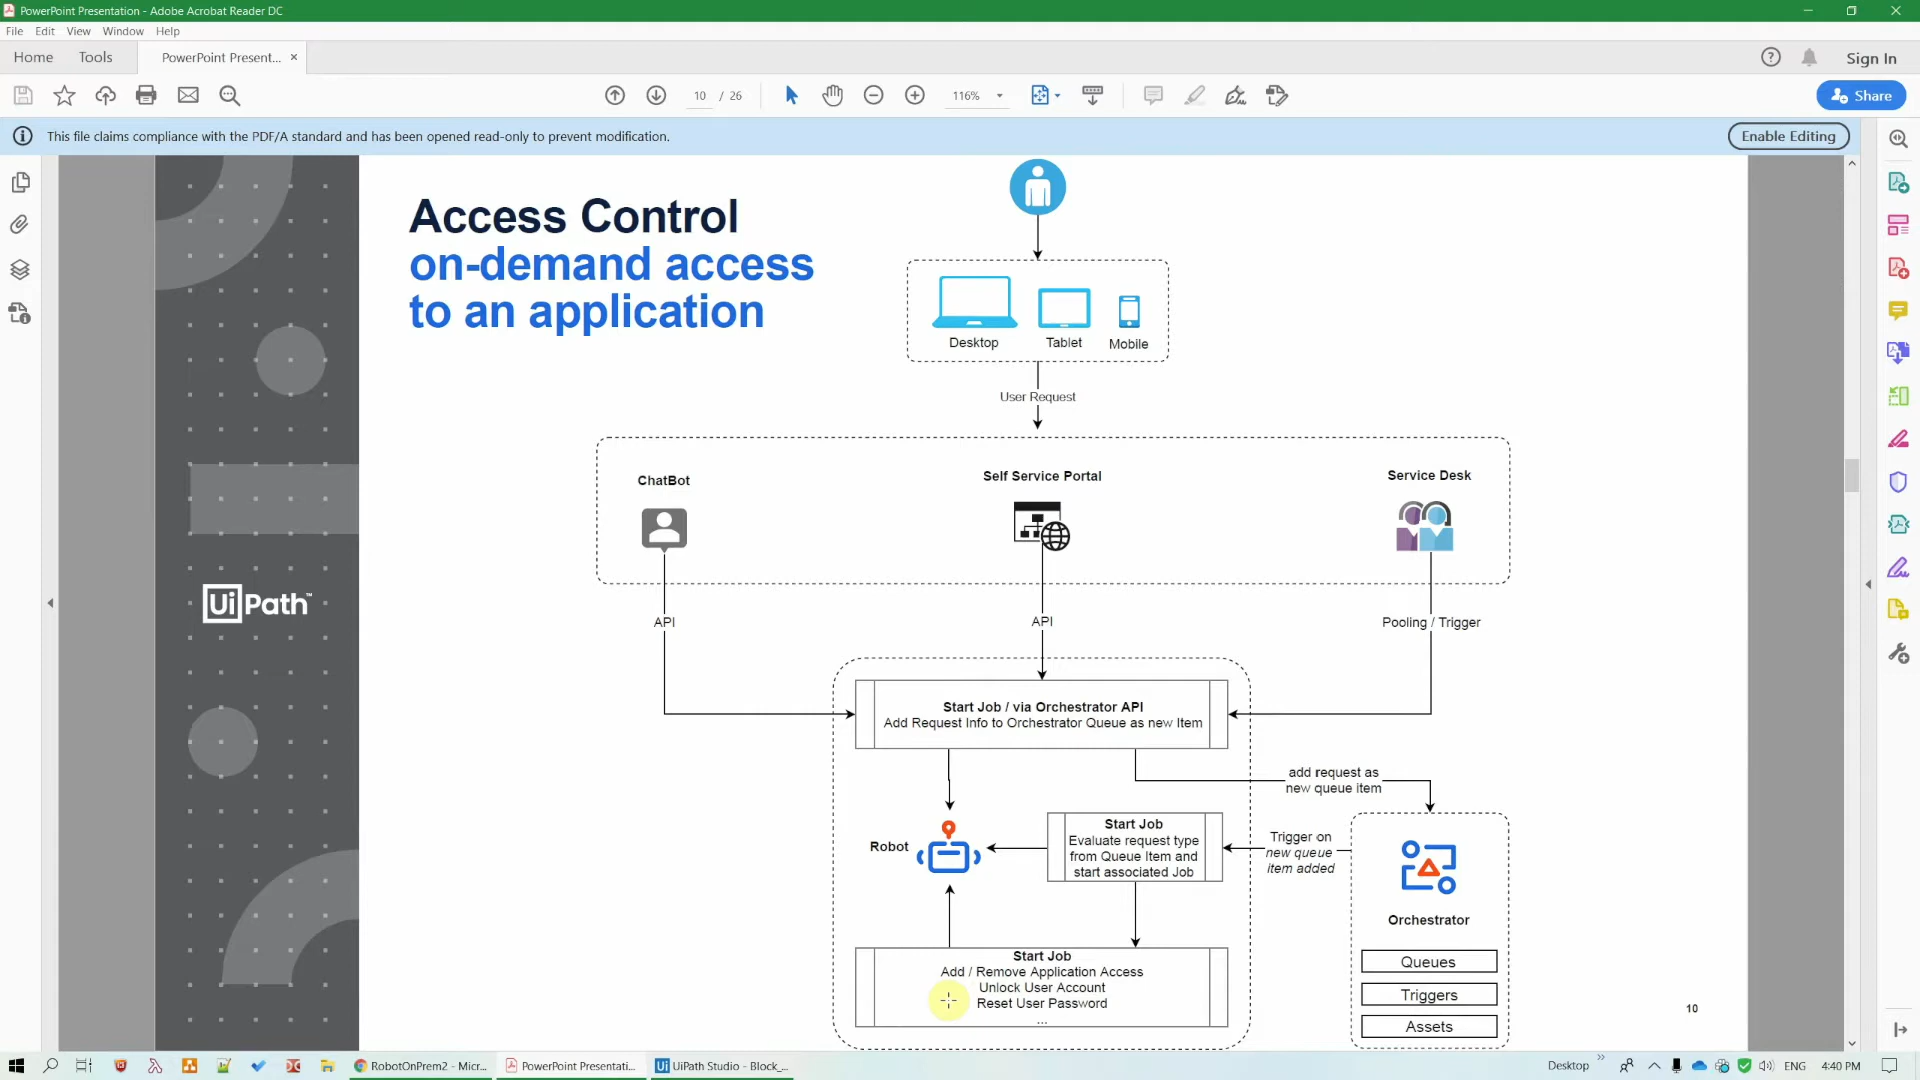 PowerPoint Presentation - Adobe Acrobat Reader DC
File Edit View Window Help
Home Tools PowerPoint Present... × Sign In
10 / 26 116% Share
This file claims compliance with the PDF/A standard and has been opened read-only to prevent modification. Enable Editing
Access Control
on-demand access
to an application
Desktop Tablet Mobile
User Request
ChatBot Self Service Portal Service Desk
UiPath™
API API Pooling / Trigger
Start Job / via Orchestrator API
Add Request Info to Orchestrator Queue as new Item
add request as
new queue item
Robot
Start Job
Evaluate request type
from Queue Item and
start associated Job
Trigger on
new queue
item added
Orchestrator
Queues
Triggers
Assets
Start Job
Add / Remove Application Access
Unlock User Account
Reset User Password
...
10
RobotOnPrem2 - Micr... PowerPoint Presentati... UiPath Studio - Block_... Desktop ENG 4:40 PM